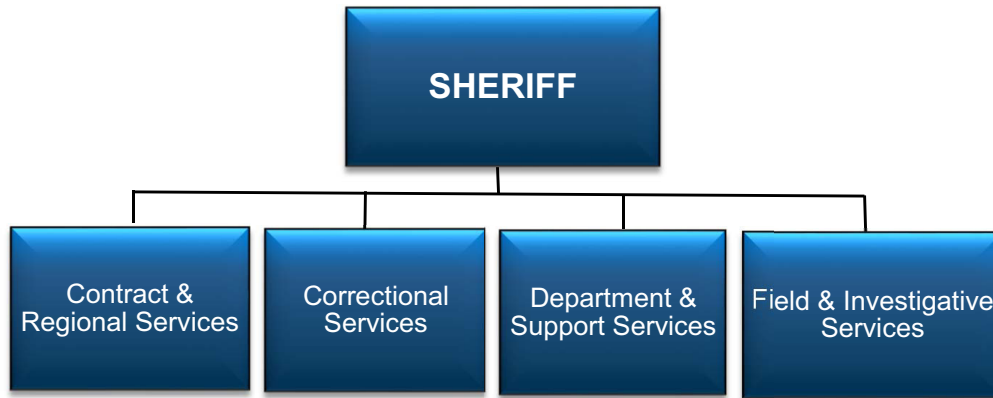 SHERIFF
Contract &
Regional Services
Correctional
Services
Department &
Support Services
Field & Investigative
Services